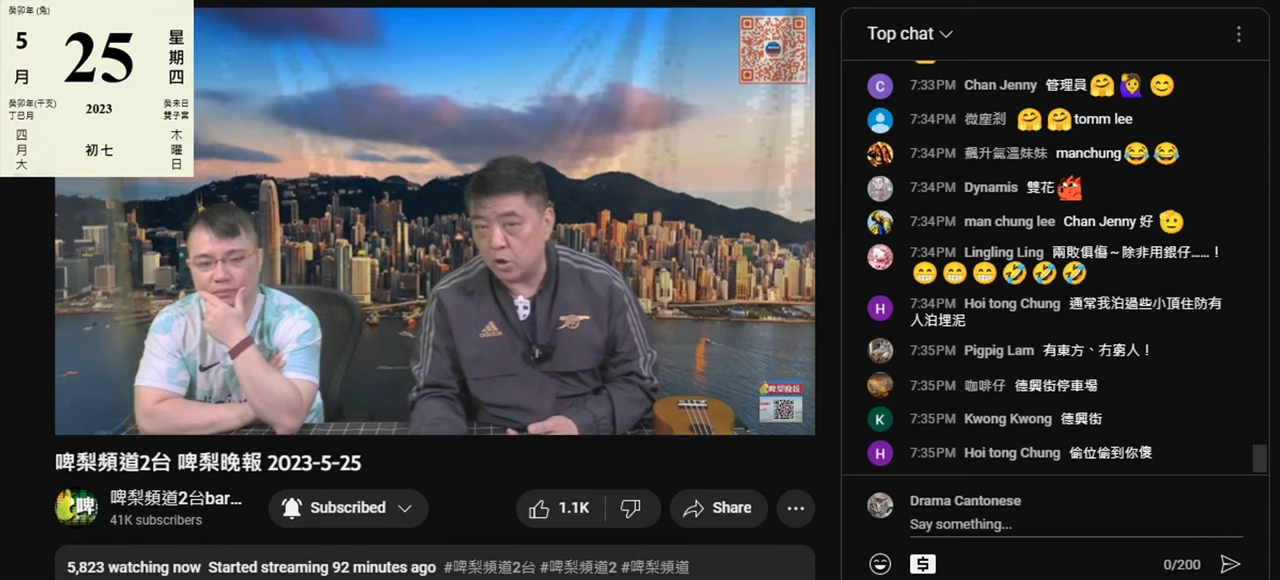 癸卯年 (兔)
5
月
25
星期四
癸卯年(干支)
丁巳月
2023
癸未日
雙子宮
四月大
初七
木曜日
adidas
啤梨晚報
啤梨頻道2台 啤梨晚報 2023-5-25
啤梨頻道2台bar...
41K subscribers
Subscribed
1.1K
Share
5,823 watching now Started streaming 92 minutes ago #啤梨頻道2台 #啤梨頻道2 #啤梨頻道
Top chat
C 7:33PM Chan Jenny 管理員🤗🙋‍♀️😊
7:34PM 微塵剎 🤗🤗tomm lee
7:34PM 飆升氣溫妹妹 manchung😂😂
7:34PM Dynamis 雙花
7:34PM man chung lee Chan Jenny 好🫡
7:34PM Lingling Ling 兩敗俱傷～除非用銀仔……！
😁😁😁🤣🤣🤣
H 7:34PM Hoi tong Chung 通常我泊過些小頂住防有
人泊埋泥
7:35PM Pigpig Lam 有東方、冇窮人！
7:35PM 咖啡仔 德興街停車場
K 7:35PM Kwong Kwong 德興街
H 7:35PM Hoi tong Chung 偷位偷到你傻
Drama Cantonese
Say something...
0/200